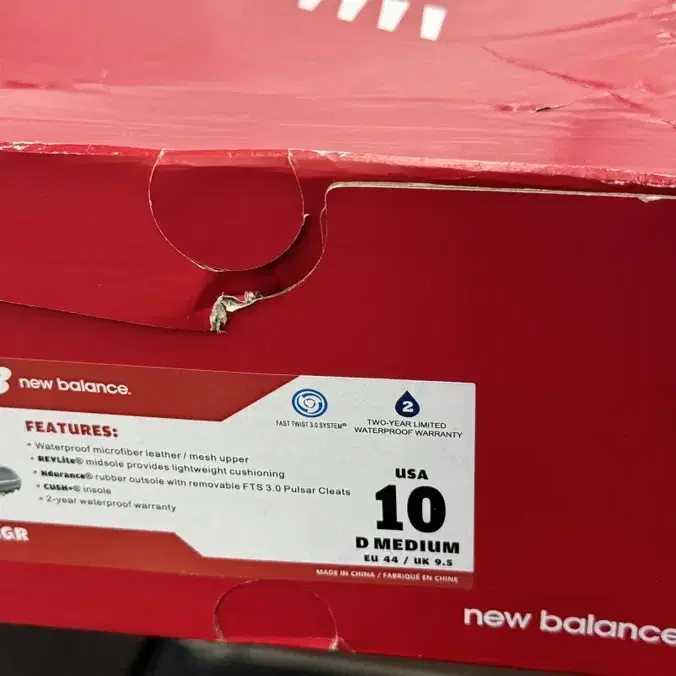 new balance.
FAST TWIST 3.0 SYSTEM®
2
TWO-YEAR LIMITED
WATERPROOF WARRANTY
FEATURES:
• Waterproof microfiber leather / mesh upper
• REVLite® midsole provides lightweight cushioning
• Ndurance® rubber outsole with removable FTS 3.0 Pulsar Cleats
• CUSH+® insole
• 2-year waterproof warranty
USA
10
D MEDIUM
EU 44 / UK 9.5
GR
MADE IN CHINA / FABRIQUÉ EN CHINE
new balance